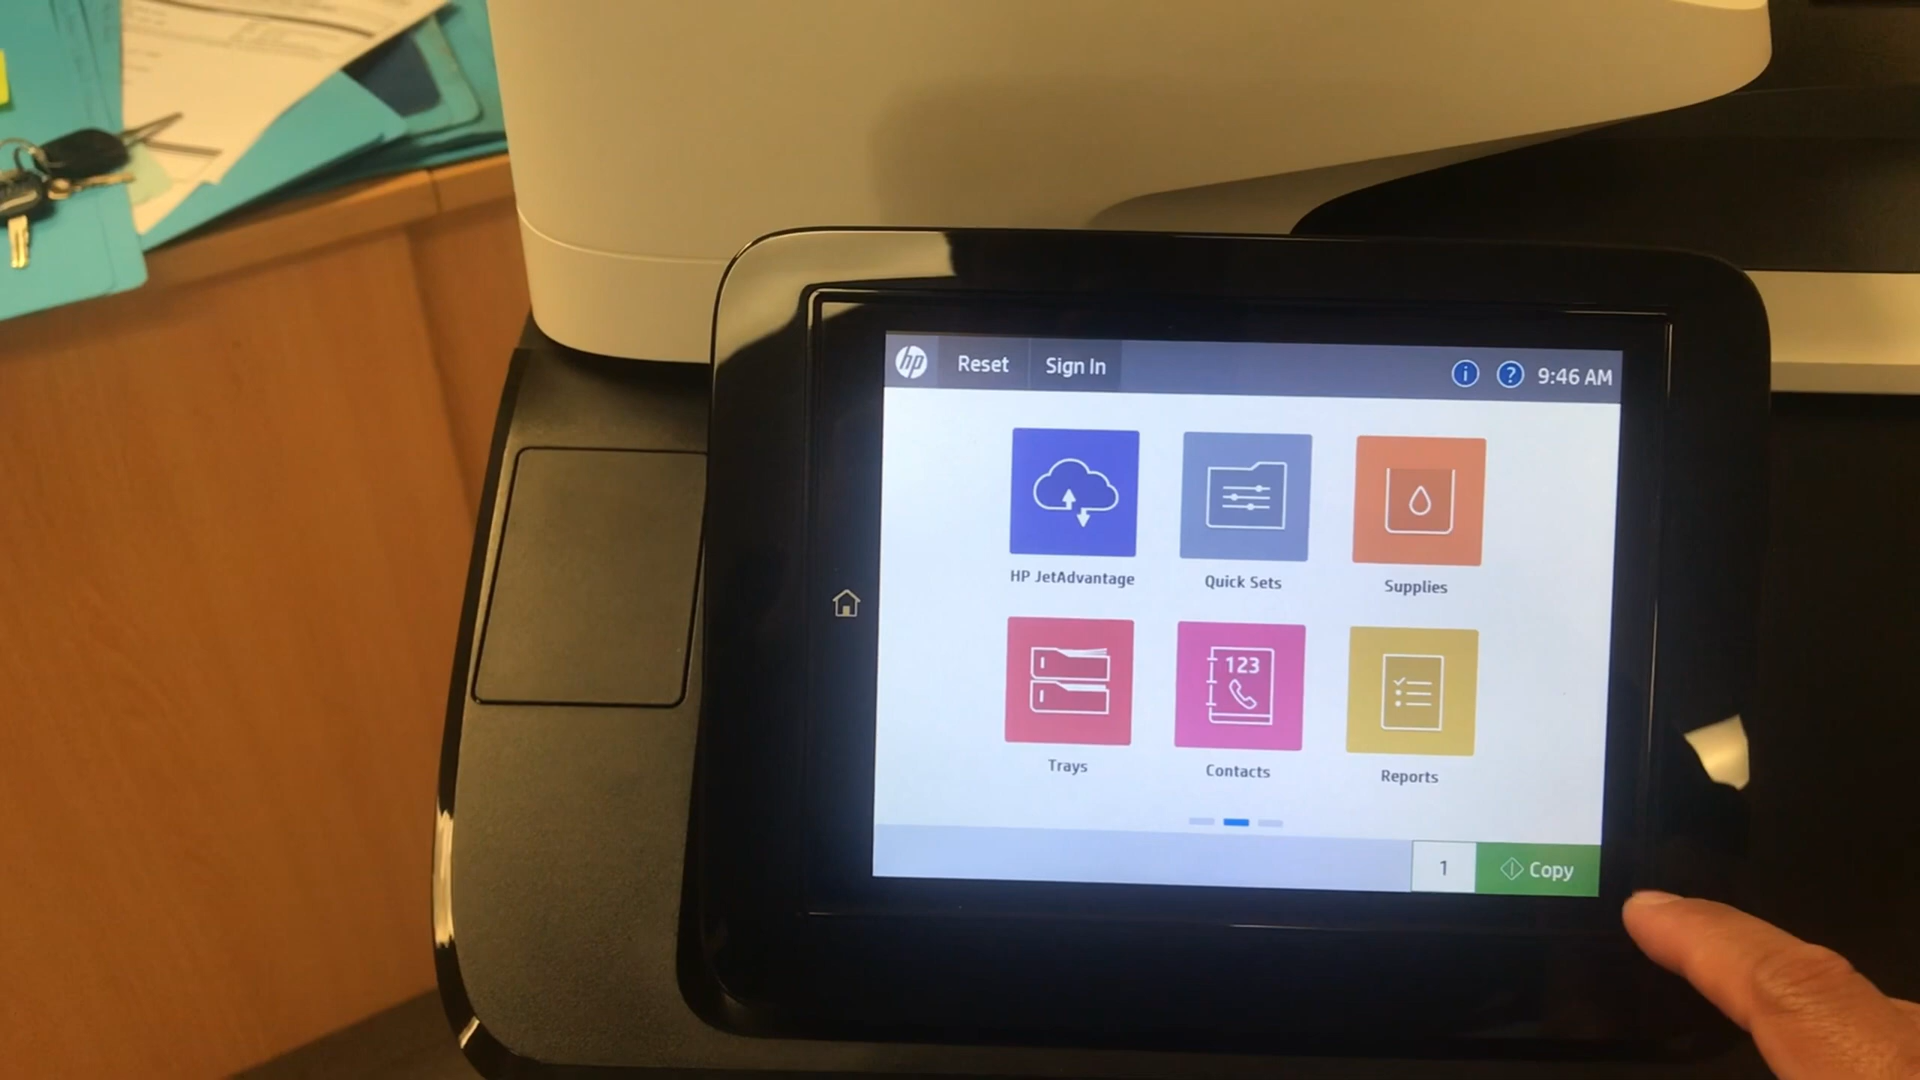 hp Reset Sign In i ? 9:46 AM
HP JetAdvantage Quick Sets Supplies
123
Trays Contacts Reports
1 Copy